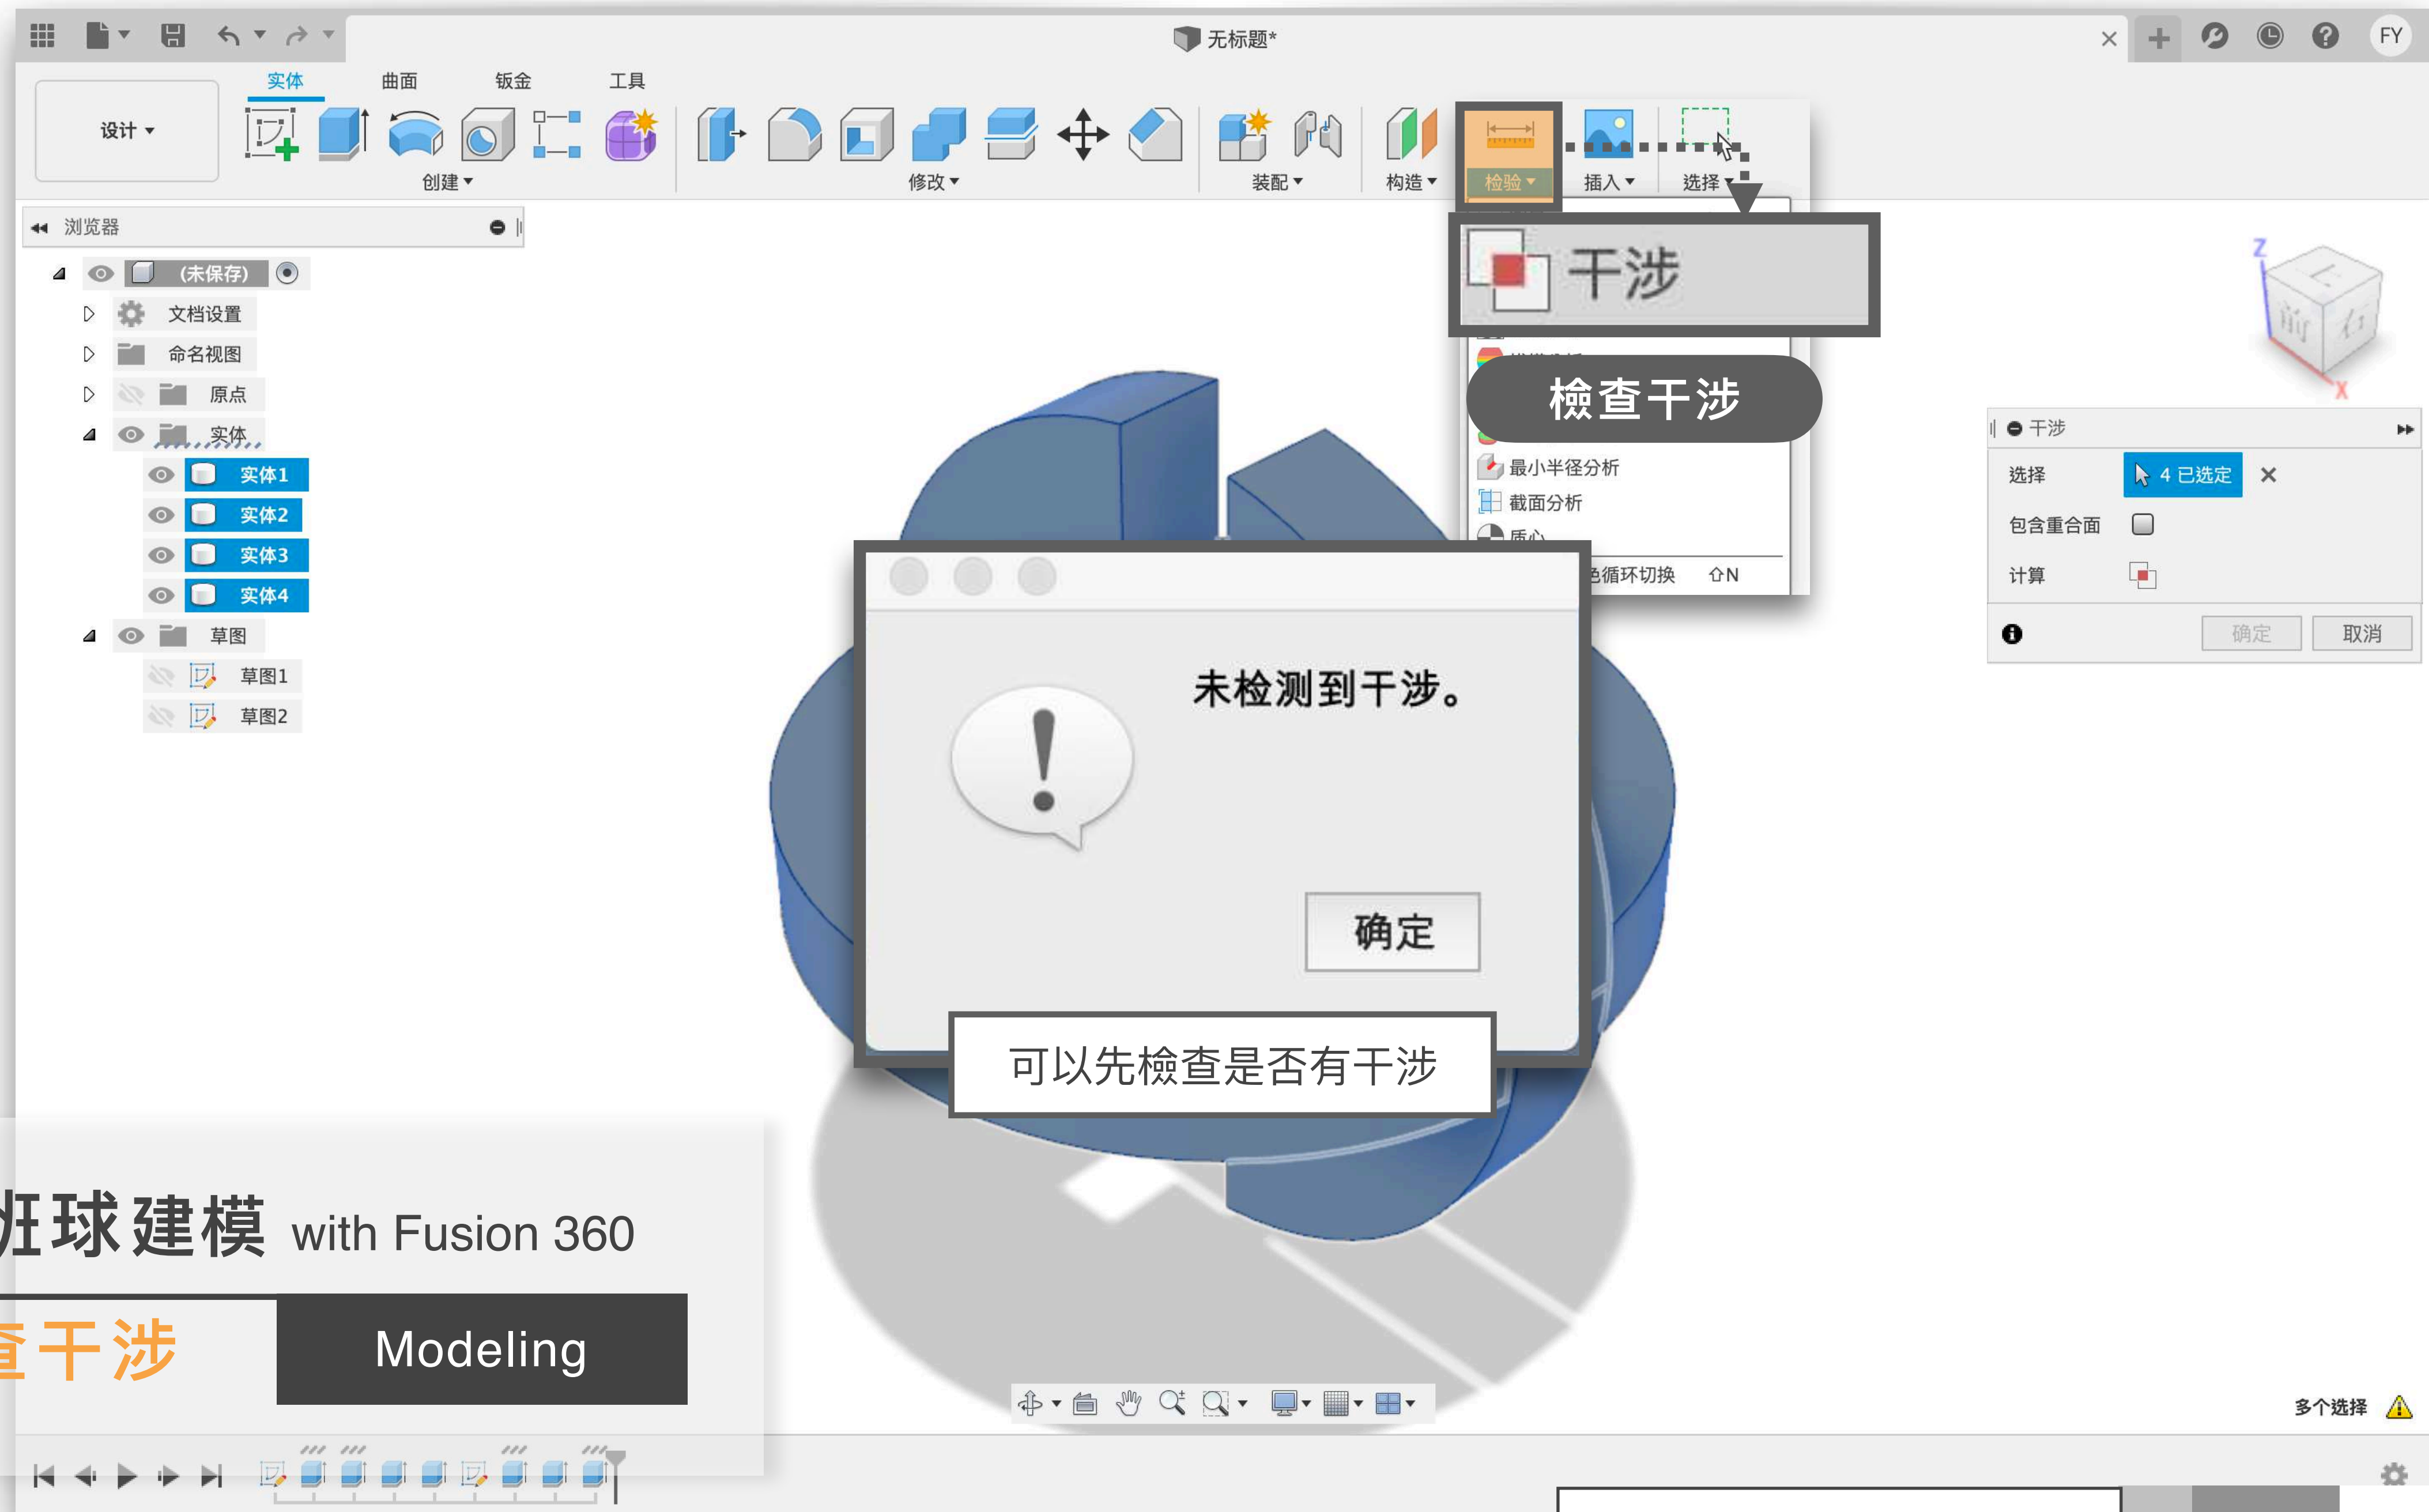 无标题*
FY
实体 曲面 钣金 工具
设计
创建 修改 装配 构造 检验 插入 选择
浏览器
(未保存)
文档设置
命名视图
原点
实体
实体1
实体2
实体3
实体4
草图
草图1
草图2
干涉
檢查干涉
最小半径分析
截面分析
质心
色循环切换 ⇧N
Z
X
干涉
选择 4 已选定
包含重合面
计算
确定 取消
未检测到干涉。
确定
可以先檢查是否有干涉
班球建模 with Fusion 360
查干涉 Modeling
多个选择